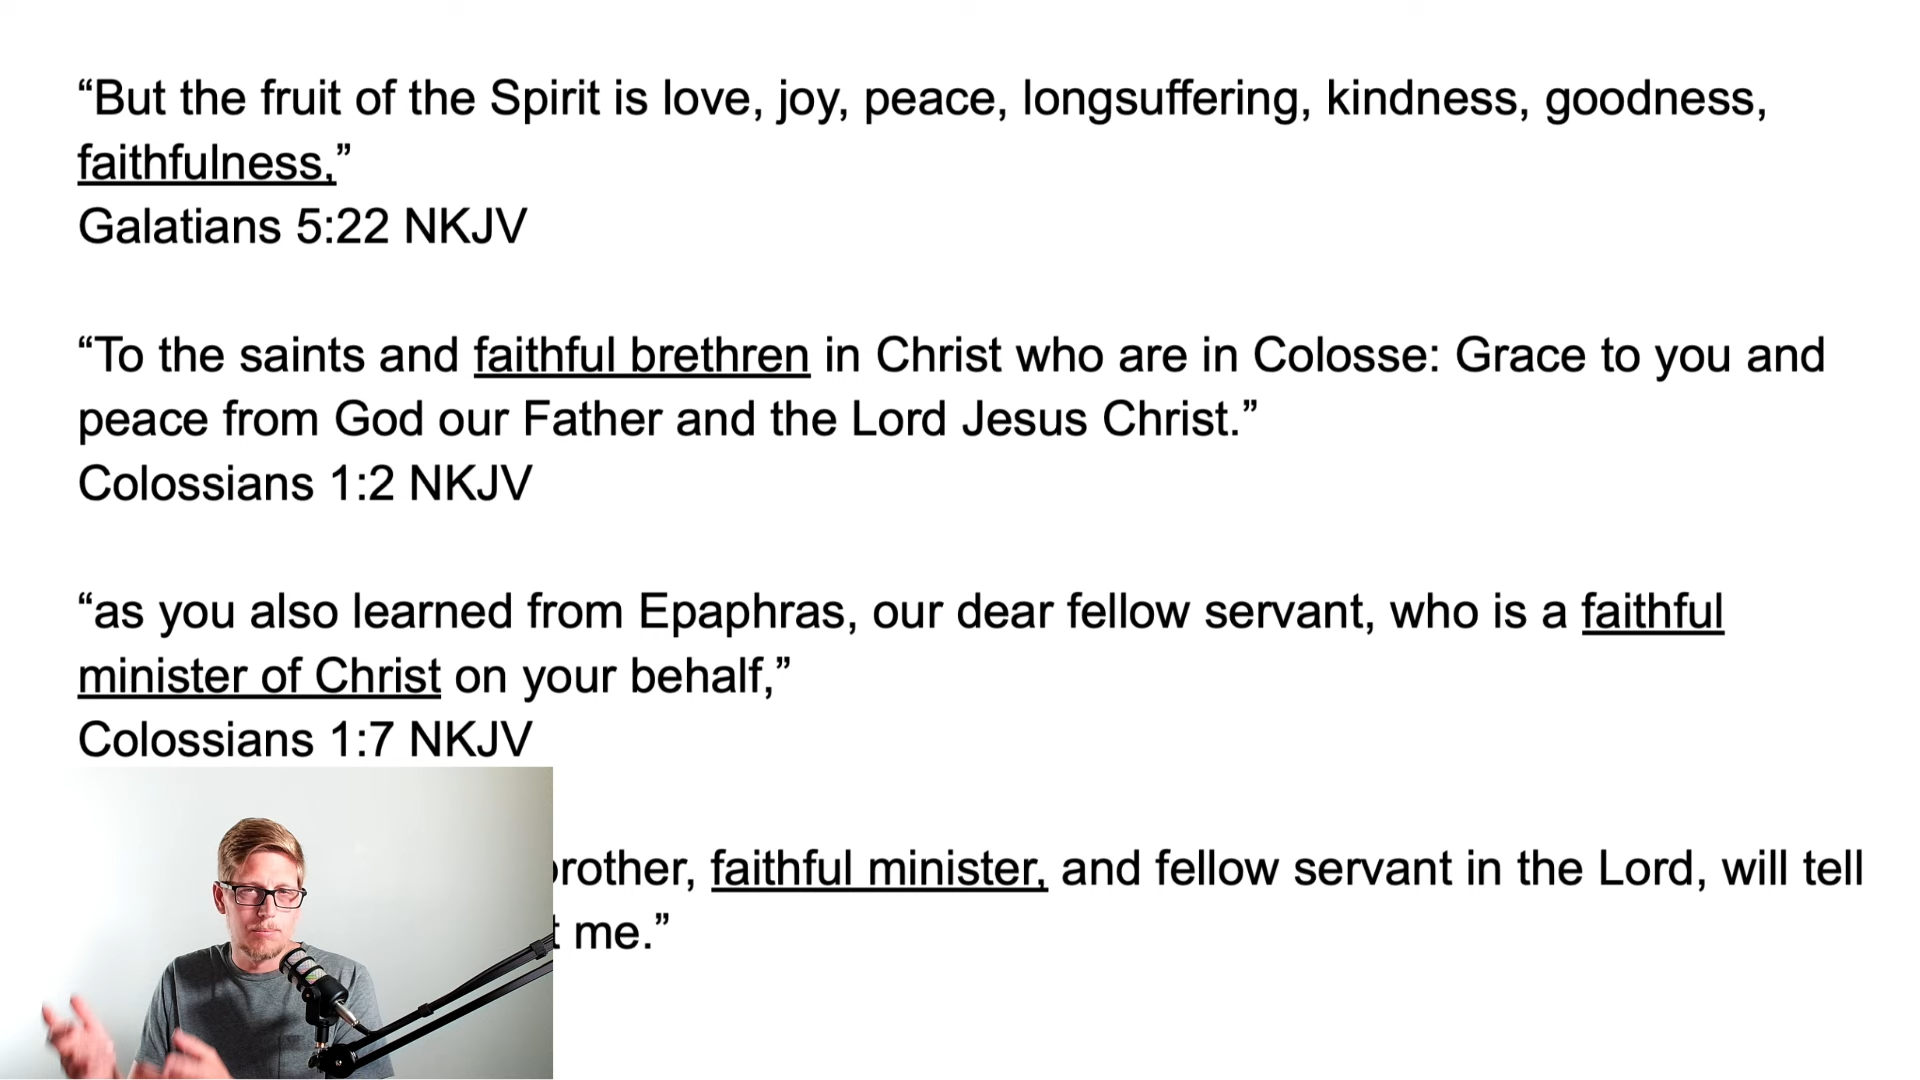 “But the fruit of the Spirit is love, joy, peace, longsuffering, kindness, goodness,
faithfulness,”
Galatians 5:22 NKJV
“To the saints and faithful brethren in Christ who are in Colosse: Grace to you and
peace from God our Father and the Lord Jesus Christ.”
Colossians 1:2 NKJV
“as you also learned from Epaphras, our dear fellow servant, who is a faithful
minister of Christ on your behalf,”
Colossians 1:7 NKJV
rother, faithful minister, and fellow servant in the Lord, will tell
me.”